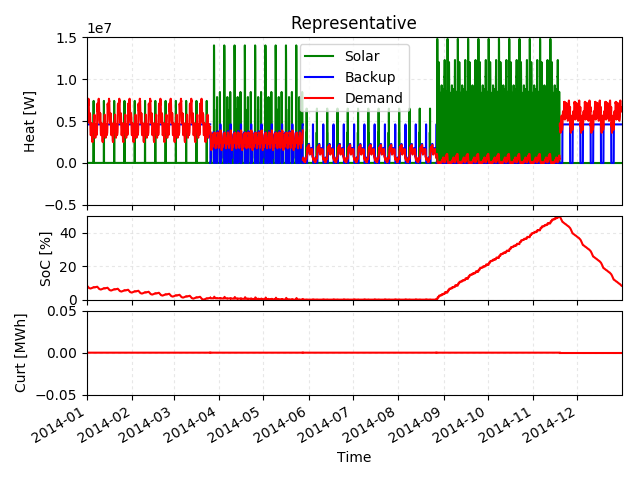 Representative
1e7
1.5
1.0
0.5
0.0
−0.5
Heat [W]
Solar
Backup
Demand
40
20
0
SoC [%]
0.05
0.00
−0.05
Curt [MWh]
2014-01
2014-02
2014-03
2014-04
2014-05
2014-06
2014-07
2014-08
2014-09
2014-10
2014-11
2014-12
Time